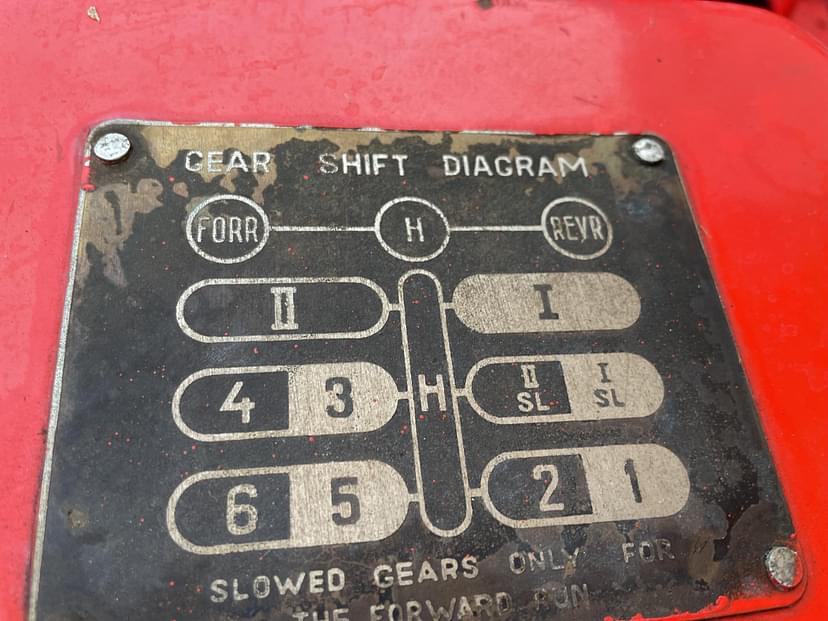 GEAR SHIFT DIAGRAM
FORR H REVR
II I
4 3 H II SL I SL
6 5 2 1
SLOWED GEARS ONLY FOR
THE FORWARD RUN